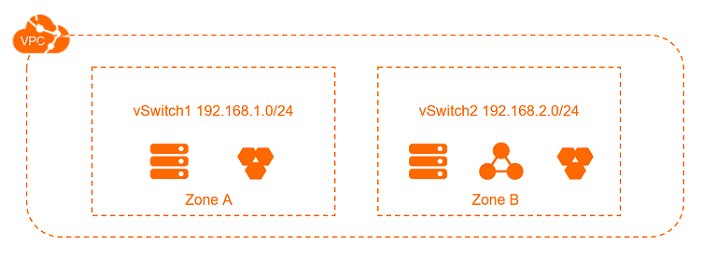 VPC
vSwitch1 192.168.1.0/24
vSwitch2 192.168.2.0/24
Zone A
Zone B